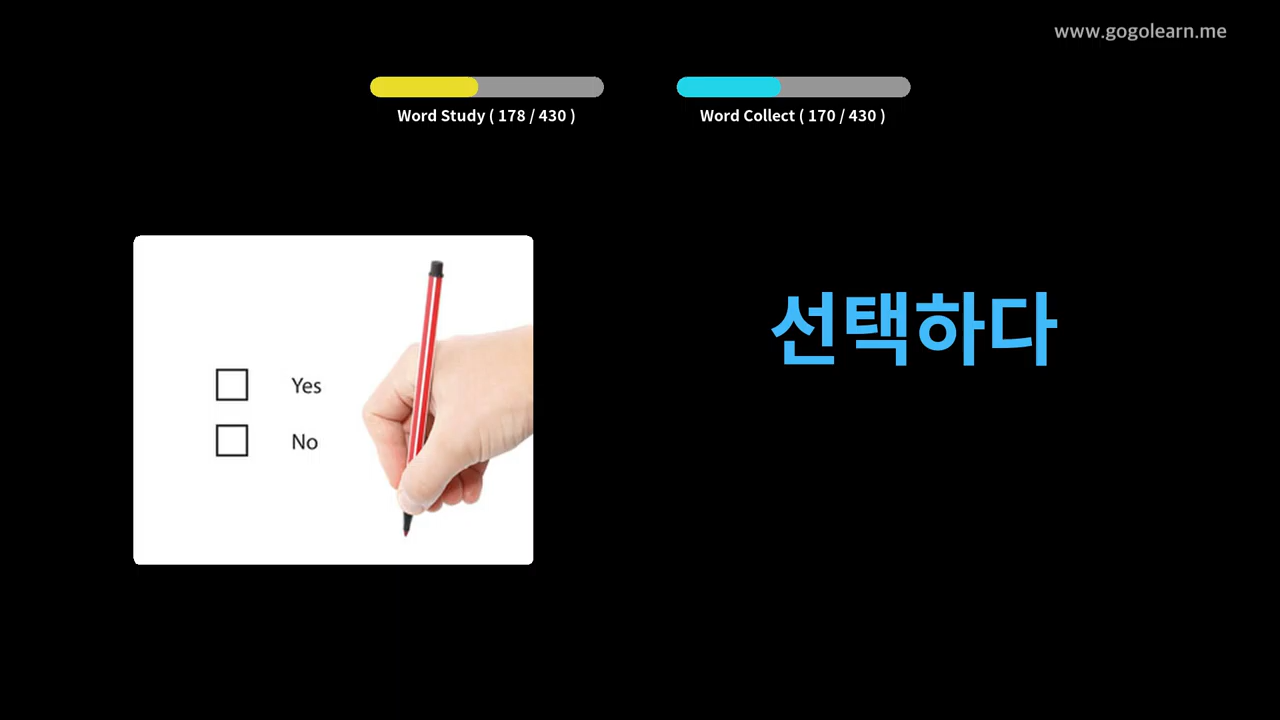 www.gogolearn.me
Word Study ( 178 / 430 )
Word Collect ( 170 / 430 )
Yes
No
선택하다